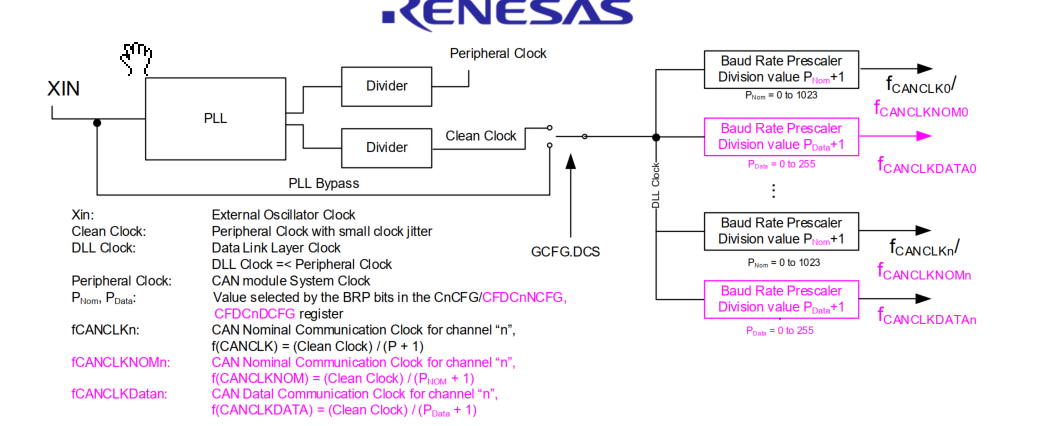 RENESAS
Peripheral Clock
XIN
PLL
Divider
Divider
Clean Clock
PLL Bypass
GCFG.DCS
DLL Clock
Baud Rate Prescaler
Division value PNom+1
PNom = 0 to 1023
fCANCLK0/
fCANCLKNOM0
Baud Rate Prescaler
Division value PData+1
PData = 0 to 255
fCANCLKDATA0
⋮
Baud Rate Prescaler
Division value PNom+1
PNom = 0 to 1023
fCANCLKn/
fCANCLKNOMn
Baud Rate Prescaler
Division value PData+1
PData = 0 to 255
fCANCLKDATAn
Xin: External Oscillator Clock
Clean Clock: Peripheral Clock with small clock jitter
DLL Clock: Data Link Layer Clock
DLL Clock =< Peripheral Clock
Peripheral Clock: CAN module System Clock
PNom, PData: Value selected by the BRP bits in the CnCFG/CFDCnNCFG,
CFDCnDCFG register
fCANCLKn: CAN Nominal Communication Clock for channel “n”,
f(CANCLK) = (Clean Clock) / (P + 1)
fCANCLKNOMn: CAN Nominal Communication Clock for channel “n”,
f(CANCLKNOM) = (Clean Clock) / (PNOM + 1)
fCANCLKDatan: CAN Datal Communication Clock for channel “n”,
f(CANCLKDATA) = (Clean Clock) / (PData + 1)